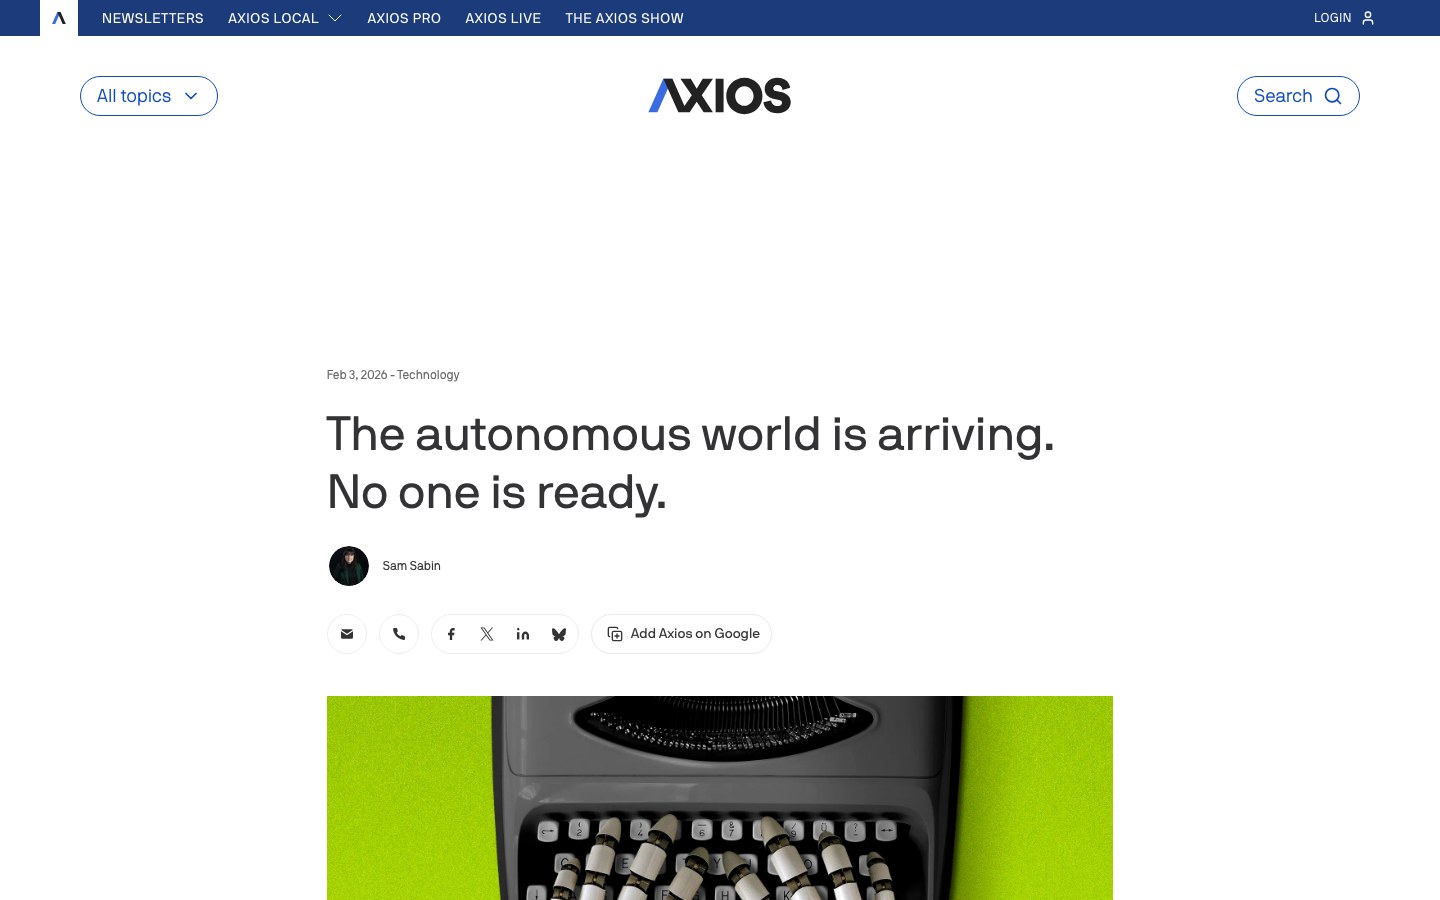 NEWSLETTERS AXIOS LOCAL AXIOS PRO AXIOS LIVE THE AXIOS SHOW LOGIN
All topics AXIOS Search
Feb 3, 2026 - Technology
The autonomous world is arriving.
No one is ready.
Sam Sabin
Add Axios on Google